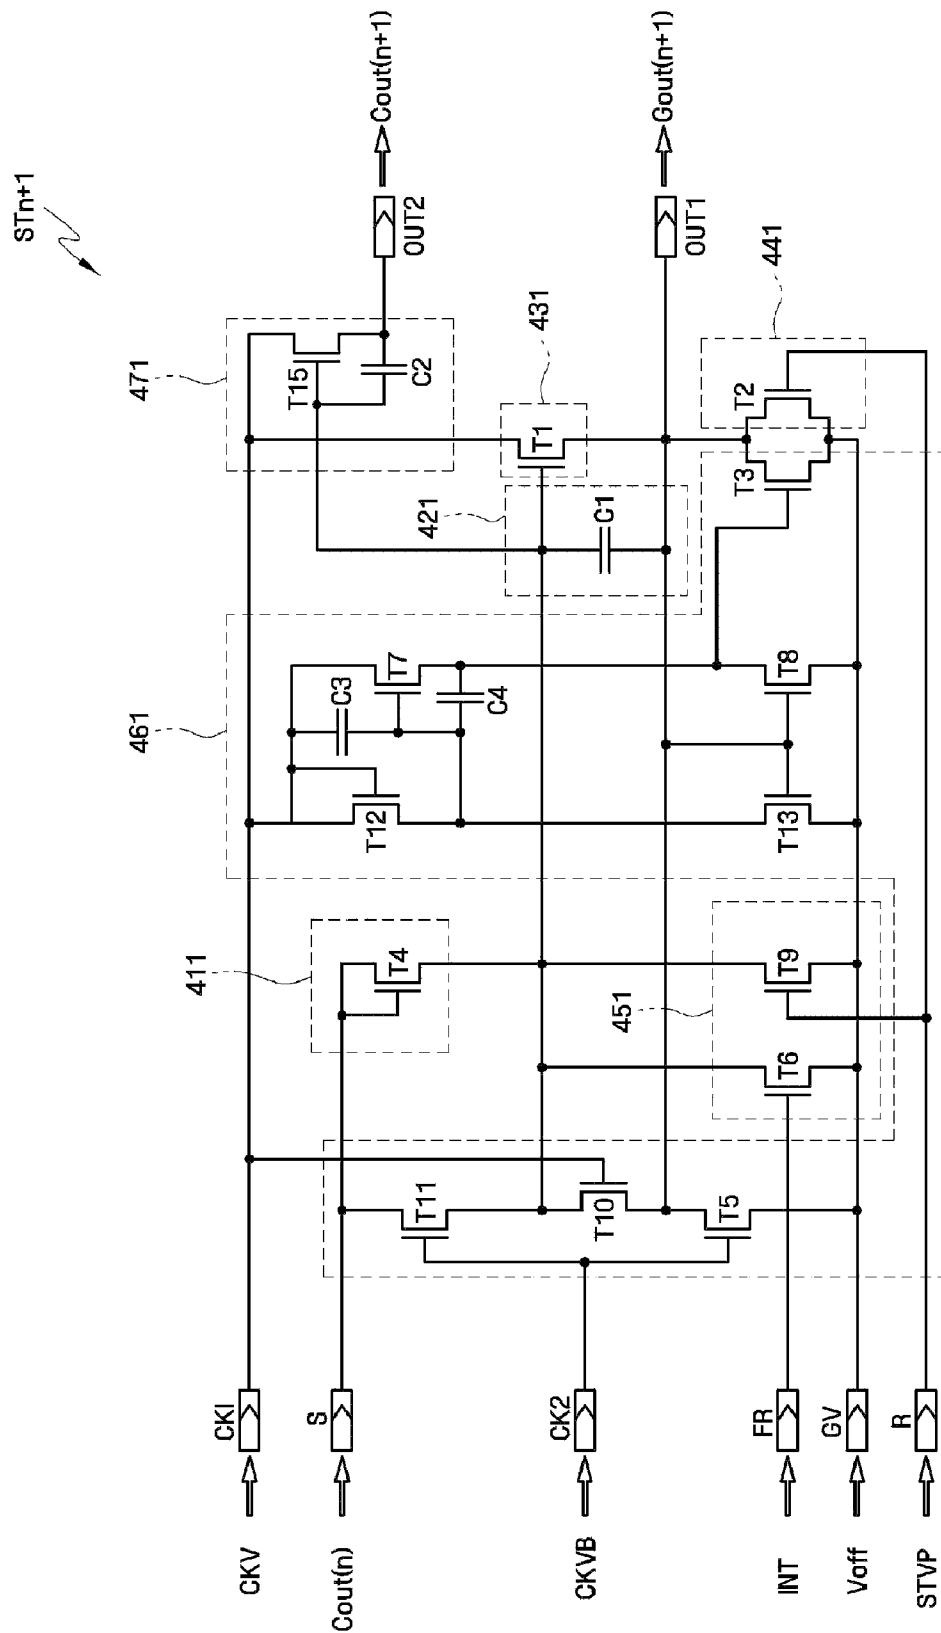 STn+1
CKV
CK1
Cout(n)
S
CKVB
CK2
INT
FR
Voff
GV
STVP
R
411
T4
451
T6
T9
T11
T10
T5
461
T12
C3
T7
C4
T13
T8
T3
421
C1
431
T1
471
T15
C2
441
T2
OUT2
Cout(n+1)
OUT1
Gout(n+1)